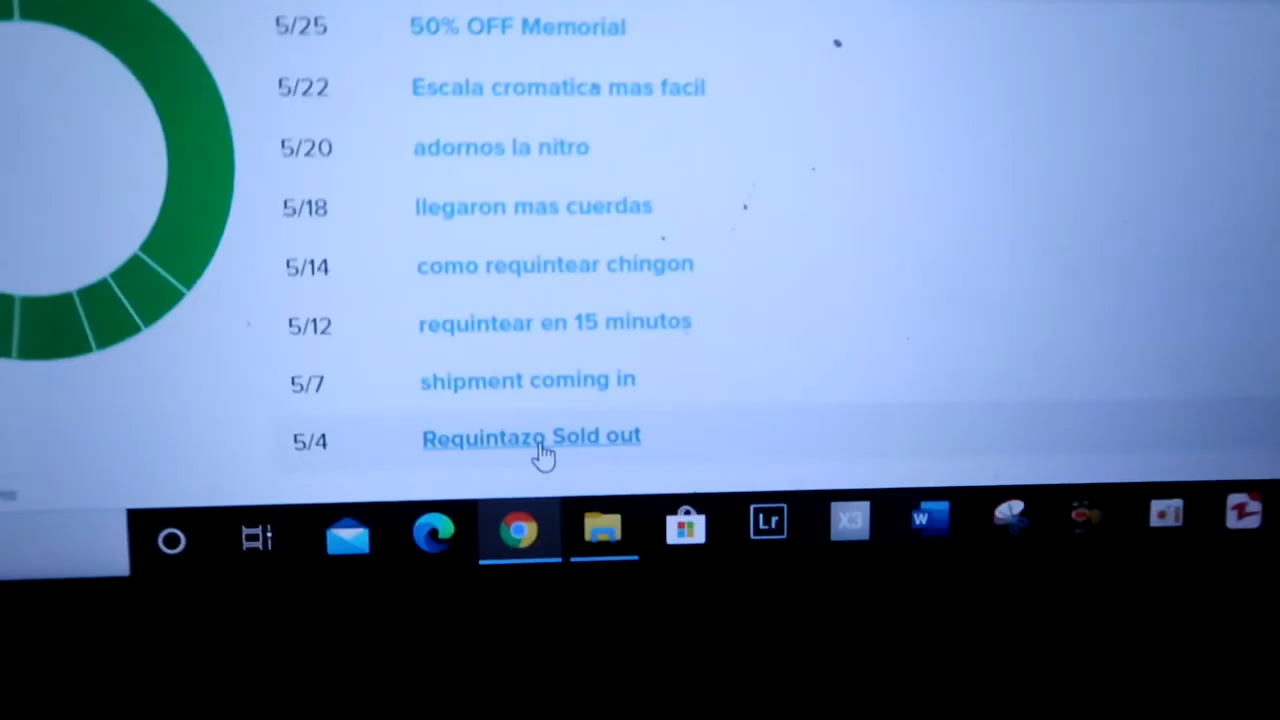 5/25 50% OFF Memorial
5/22 Escala cromatica mas facil
5/20 adornos la nitro
5/18 llegaron mas cuerdas
5/14 como requintear chingon
5/12 requintear en 15 minutos
5/7 shipment coming in
5/4 Requintazo Sold out
Lr X3 W